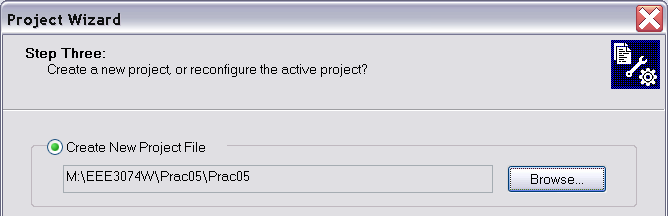 Project Wizard
Step Three:
Create a new project, or reconfigure the active project?
Create New Project File
M:\EEE3074W\Prac05\Prac05
Browse...